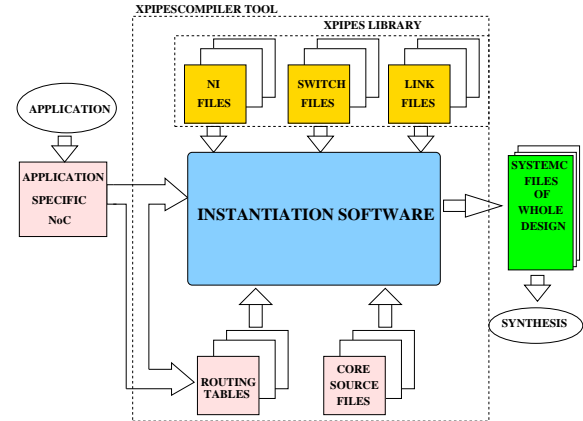 XPIPESCOMPILER TOOL
XPIPES LIBRARY
NI
FILES
SWITCH
FILES
LINK
FILES
APPLICATION
APPLICATION
SPECIFIC
NoC
INSTANTIATION SOFTWARE
SYSTEMC
FILES
OF
WHOLE
DESIGN
SYNTHESIS
ROUTING
TABLES
CORE
SOURCE
FILES